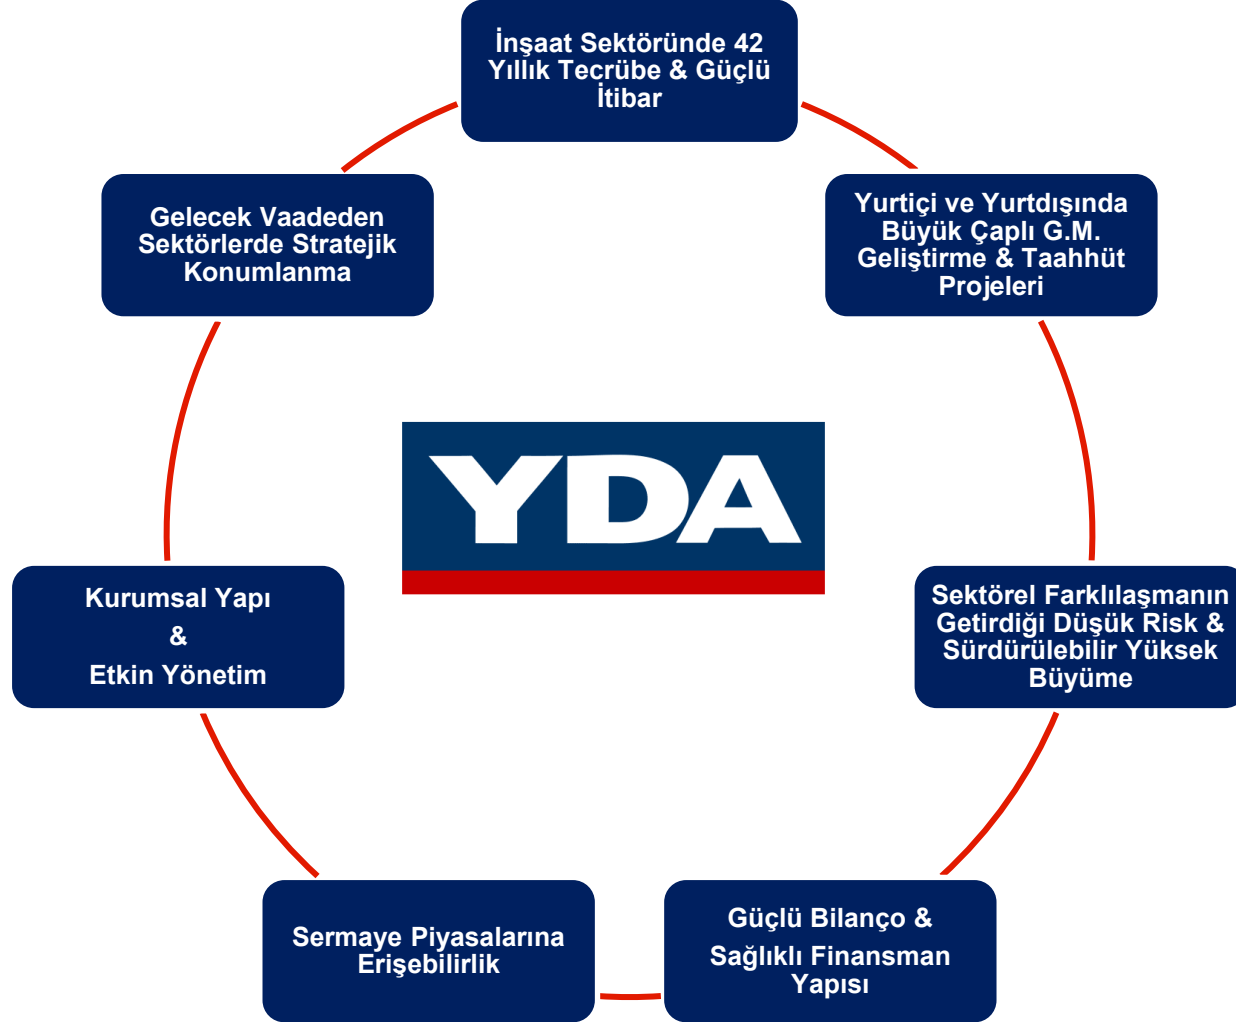 İnşaat Sektöründe 42
Yıllık Tecrübe & Güçlü
İtibar
Yurtiçi ve Yurtdışında
Büyük Çaplı G.M.
Geliştirme & Taahhüt
Projeleri
Sektörel Farklılaşmanın
Getirdiği Düşük Risk &
Sürdürülebilir Yüksek
Büyüme
Güçlü Bilanço &
Sağlıklı Finansman
Yapısı
Sermaye Piyasalarına
Erişebilirlik
Kurumsal Yapı
&
Etkin Yönetim
Gelecek Vaadeden
Sektörlerde Stratejik
Konumlanma
YDA